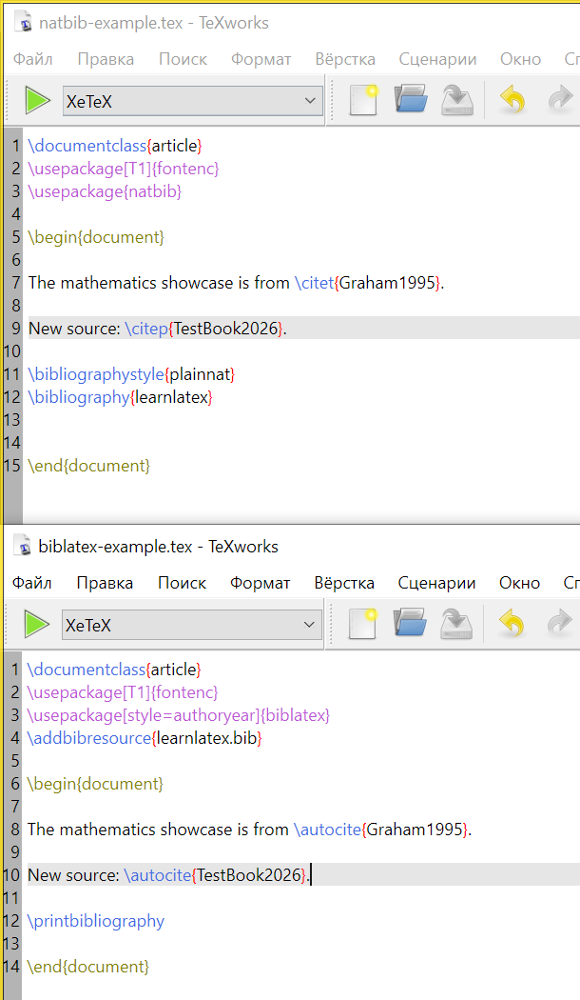 natbib-example.tex - TeXworks
Файл Правка Поиск Формат Вёрстка Сценарии Окно
XeTeX
1 \documentclass{article}
2 \usepackage[T1]{fontenc}
3 \usepackage{natbib}
4
5 \begin{document}
6
7 The mathematics showcase is from \citet{Graham1995}.
8
9 New source: \citep{TestBook2026}.
10
11 \bibliographystyle{plainnat}
12 \bibliography{learnlatex}
13
14
15 \end{document}
biblatex-example.tex - TeXworks
Файл Правка Поиск Формат Вёрстка Сценарии Окно
XeTeX
1 \documentclass{article}
2 \usepackage[T1]{fontenc}
3 \usepackage[style=authoryear]{biblatex}
4 \addbibresource{learnlatex.bib}
5
6 \begin{document}
7
8 The mathematics showcase is from \autocite{Graham1995}.
9
10 New source: \autocite{TestBook2026}.
11
12 \printbibliography
13
14 \end{document}